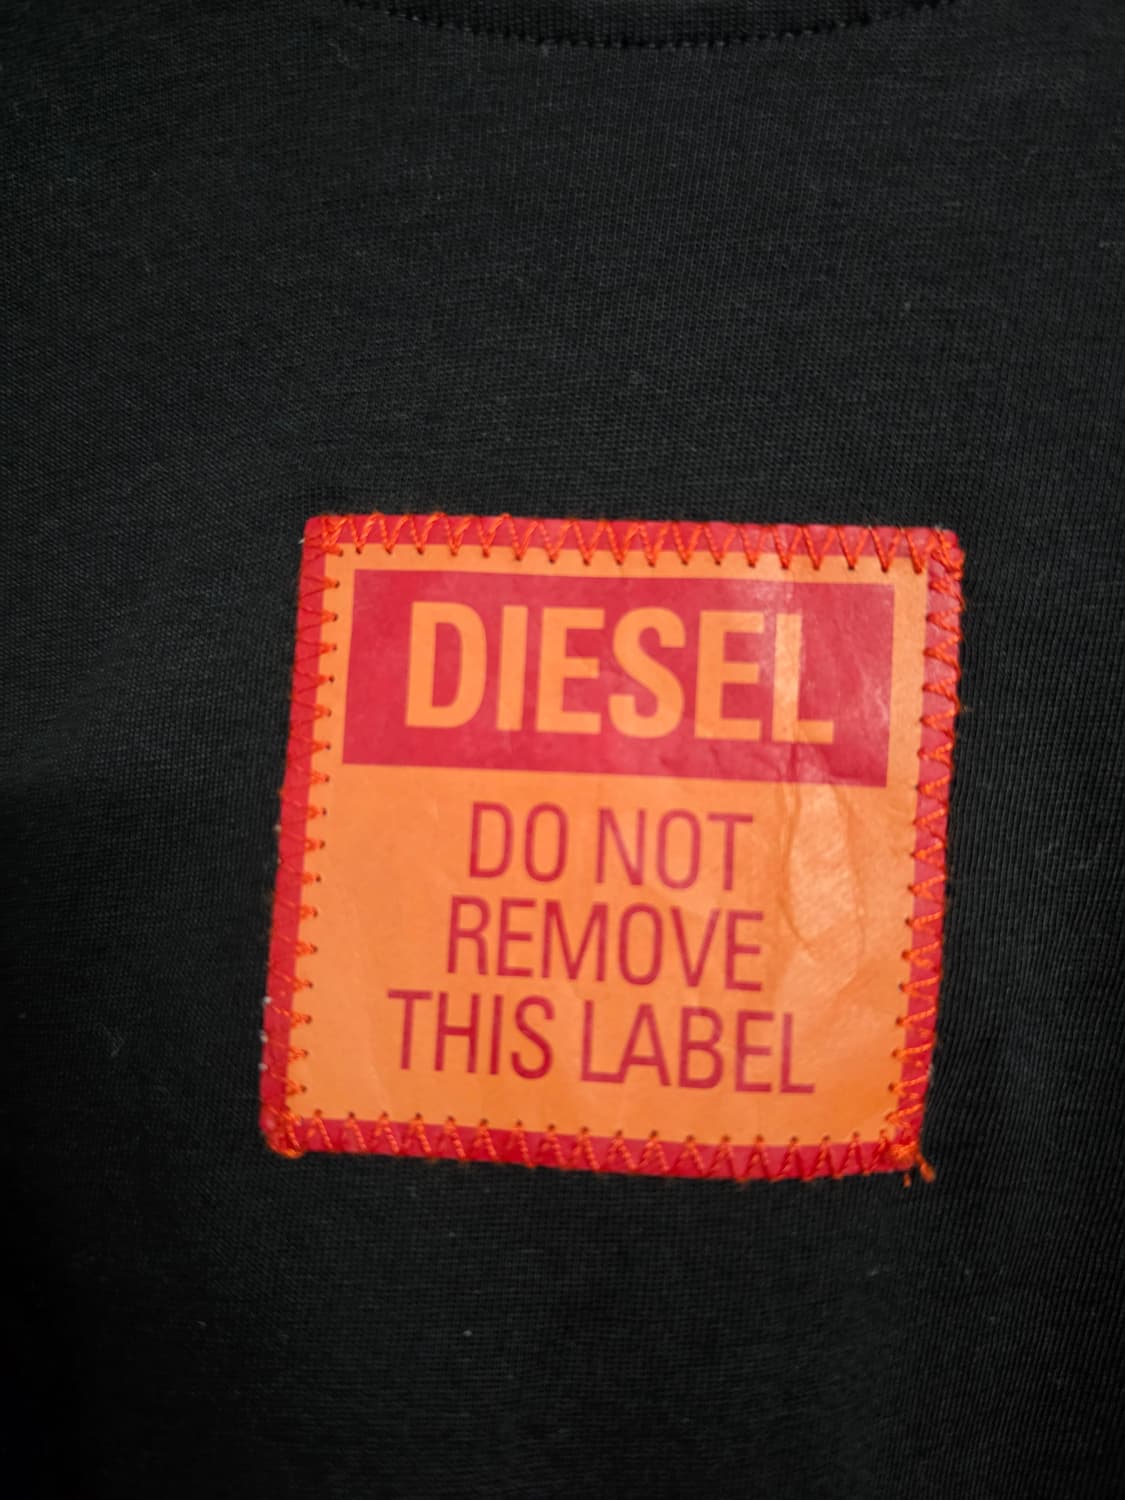 DIESEL
DO NOT
REMOVE
THIS LABEL